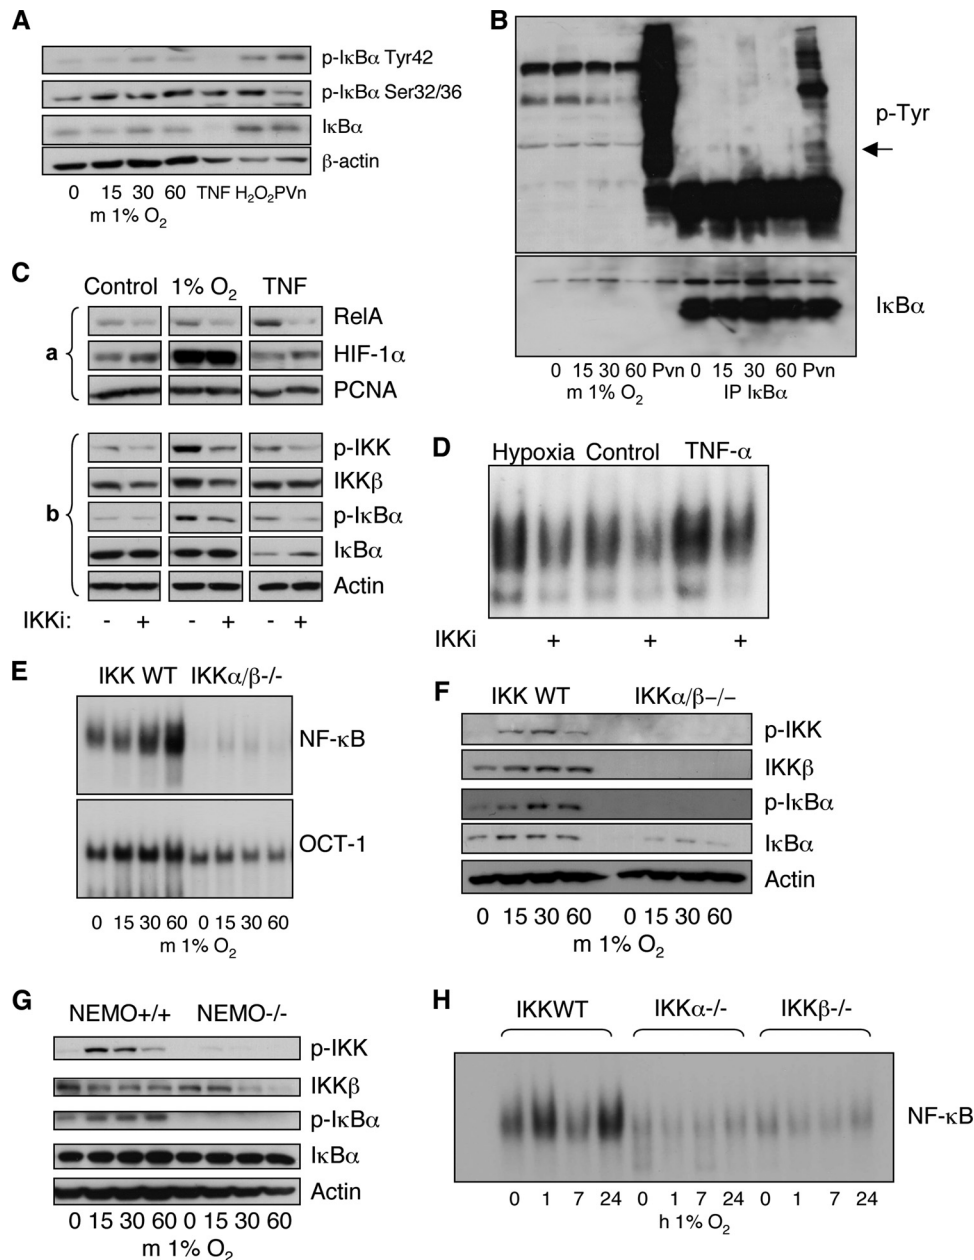 A
p-IκBα Tyr42
p-IκBα Ser32/36
IκBα
β-actin
0 15 30 60 TNF H2O2PVn
m 1% O2
B
p-Tyr
IκBα
0 15 30 60 Pvn 0 15 30 60 Pvn
m 1% O2 IP IκBα
C
Control 1% O2 TNF
a
RelA
HIF-1α
PCNA
b
p-IKK
IKKβ
p-IκBα
IκBα
Actin
IKKi: - + - + - +
D
Hypoxia Control TNF-α
IKKi + + +
E
IKK WT IKKα/β-/-
NF-κB
OCT-1
0 15 30 60 0 15 30 60
m 1% O2
F
IKK WT IKKα/β−/−
p-IKK
IKKβ
p-IκBα
IκBα
Actin
0 15 30 60 0 15 30 60
m 1% O2
G
NEMO+/+ NEMO-/-
p-IKK
IKKβ
p-IκBα
IκBα
Actin
0 15 30 60 0 15 30 60
m 1% O2
H
IKKWT IKKα-/- IKKβ-/-
NF-κB
0 1 7 24 0 1 7 24 0 1 7 24
h 1% O2